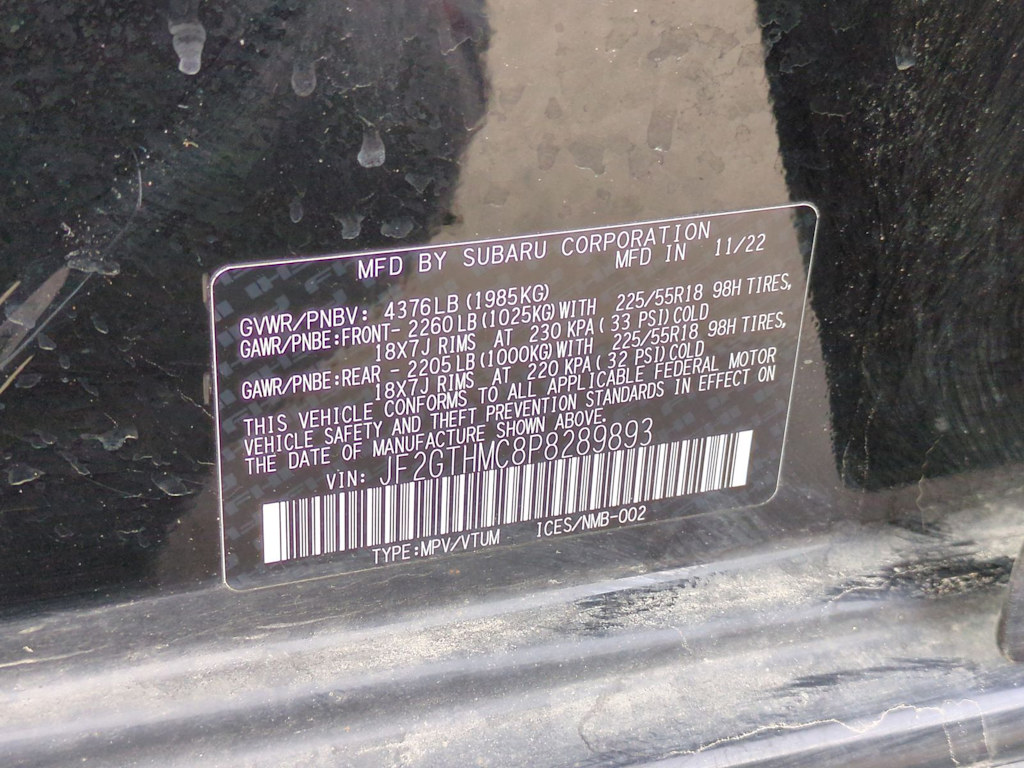 MFD BY SUBARU CORPORATION
MFD IN 11/22
GVWR/PNBV: 4376LB(1985KG)
GAWR/PNBE:FRONT- 2260LB(1025KG)WITH 225/55R18 98H TIRES,
18X7J RIMS AT 230 KPA( 33 PSI)COLD
GAWR/PNBE:REAR - 2205LB(1000KG)WITH 225/55R18 98H TIRES,
18X7J RIMS AT 220 KPA( 32 PSI)COLD
THIS VEHICLE CONFORMS TO ALL APPLICABLE FEDERAL MOTOR
VEHICLE SAFETY AND THEFT PREVENTION STANDARDS IN EFFECT ON
THE DATE OF MANUFACTURE SHOWN ABOVE.
VIN: JF2GTHMC8P8289893
TYPE:MPV/VTUM ICES/NMB-002